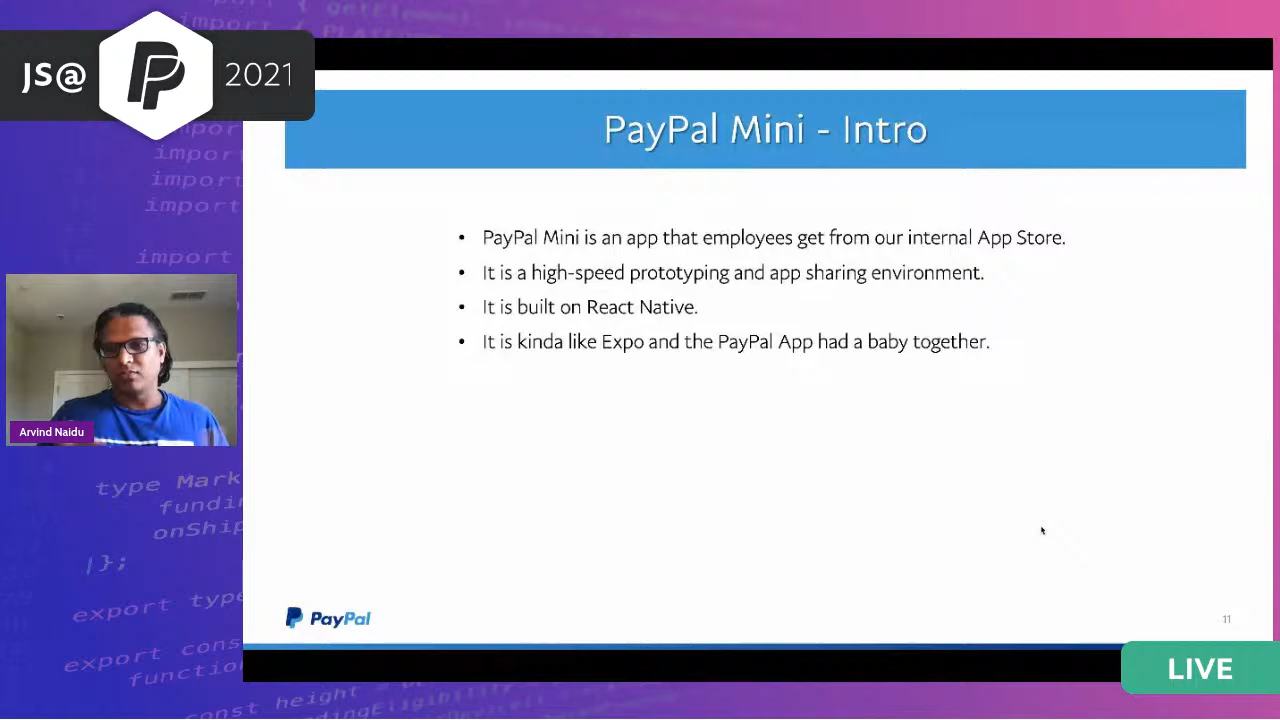 JS@ 2021
PayPal Mini - Intro
• PayPal Mini is an app that employees get from our internal App Store.
• It is a high-speed prototyping and app sharing environment.
• It is built on React Native.
• It is kinda like Expo and the PayPal App had a baby together.
Arvind Naidu
PayPal
11
LIVE
import
import
import
import
import
type Mark
fundi
onShip
|};
export type
export cons
functio
const height =